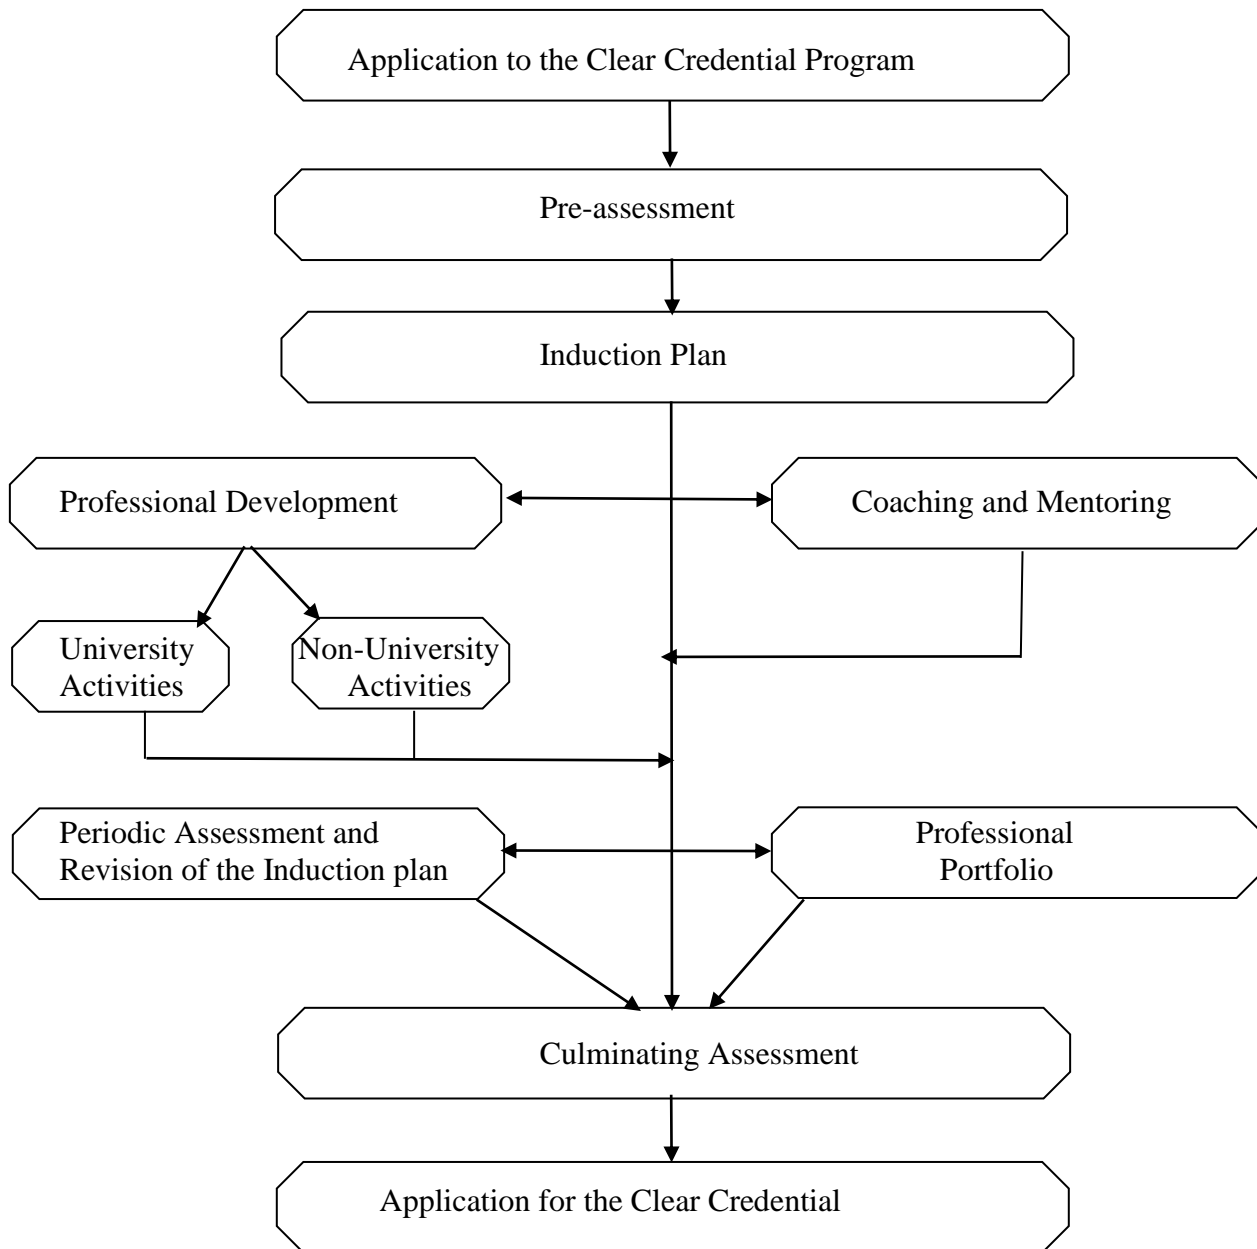 Application to the Clear Credential Program
Pre-assessment
Induction Plan
Professional Development
Coaching and Mentoring
University
Activities
Non-University
Activities
Periodic Assessment and
Revision of the Induction plan
Professional
Portfolio
Culminating Assessment
Application for the Clear Credential